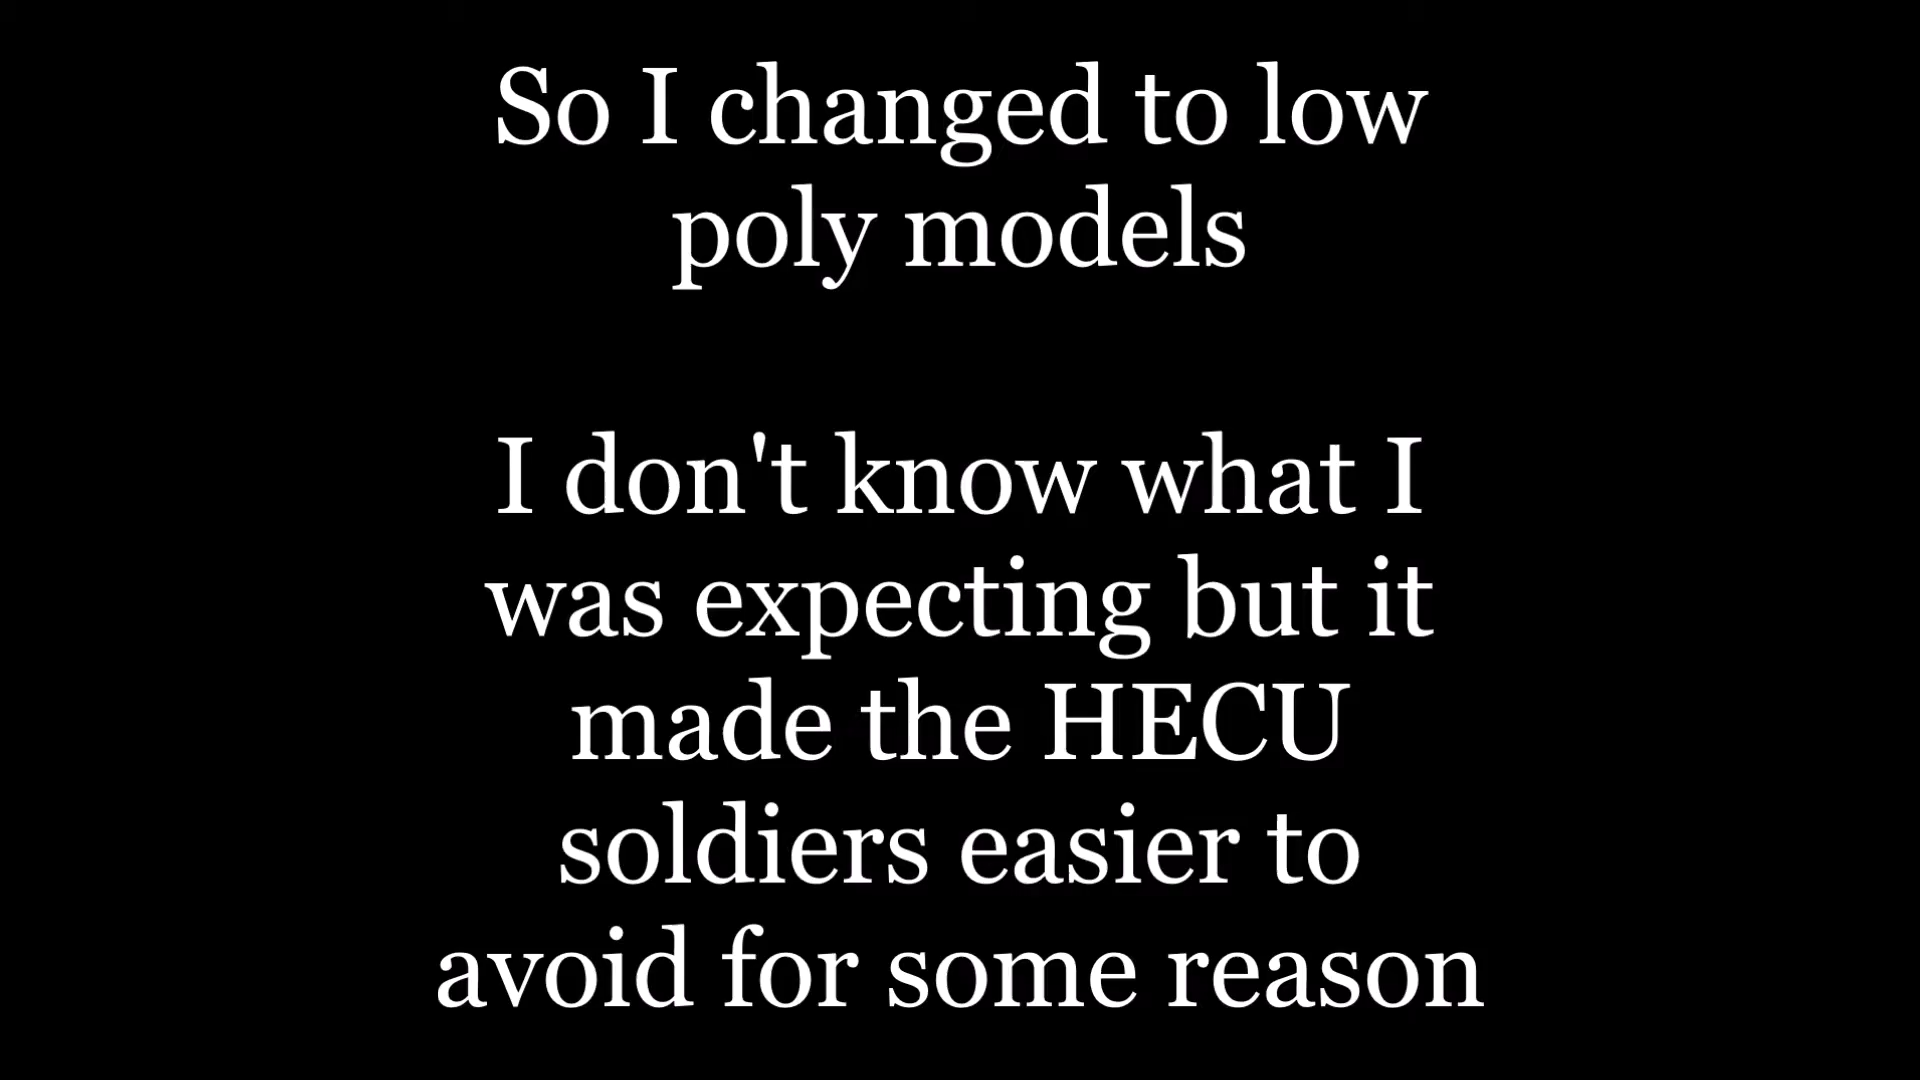 So I changed to low
poly models
I don't know what I
was expecting but it
made the HECU
soldiers easier to
avoid for some reason